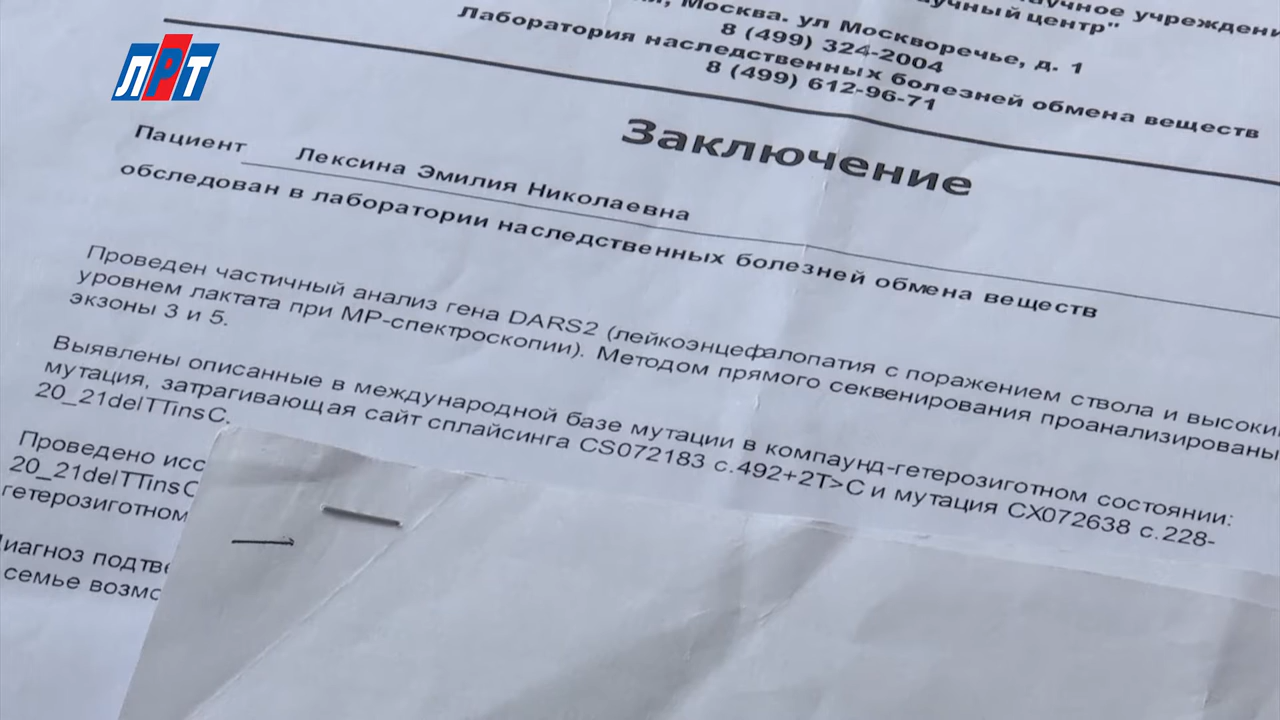 ЛРТ
научное учреждени
научный центр"
Москва. ул Москворечье, д. 1
8 (499) 324-2004
Лаборатория наследственных болезней обмена веществ
8 (499) 612-96-71
Заключение
Пациент Лексина Эмилия Николаевна
обследован в лаборатории наследственных болезней обмена веществ
Проведен частичный анализ гена DARS2 (лейкоэнцефалопатия с поражением ствола и высоким
уровнем лактата при МР-спектроскопии). Методом прямого секвенирования проанализированы
экзоны 3 и 5.
Выявлены описанные в международной базе мутации в компаунд-гетерозиготном состоянии:
мутация, затрагивающая сайт сплайсинга CS072183 c.492+2T>C и мутация CX072638 c.228-
20_21delTTinsC.
Проведено исс
20_21delTTinsC
гетерозиготном
Диагноз подтве
семье возмо